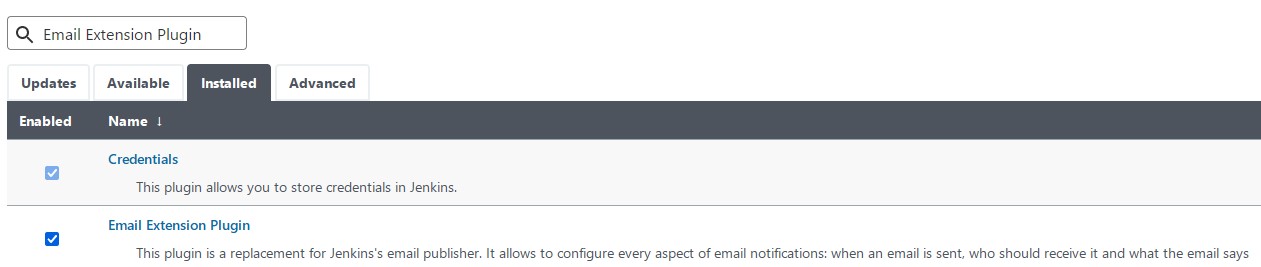 Email Extension Plugin
Updates Available Installed Advanced
Enabled Name ↓
Credentials
This plugin allows you to store credentials in Jenkins.
Email Extension Plugin
This plugin is a replacement for Jenkins's email publisher. It allows to configure every aspect of email notifications: when an email is sent, who should receive it and what the email says